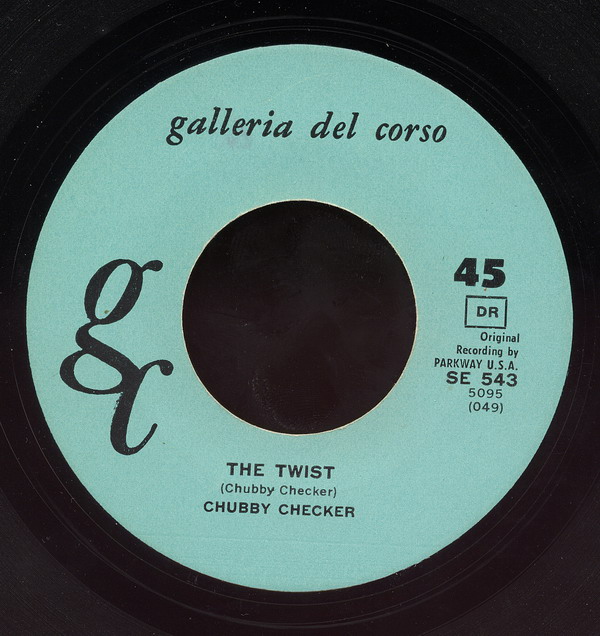 galleria del corso
gc
45
DR
Original
Recording by
PARKWAY U.S.A.
SE 543
5095
(049)
THE TWIST
(Chubby Checker)
CHUBBY CHECKER